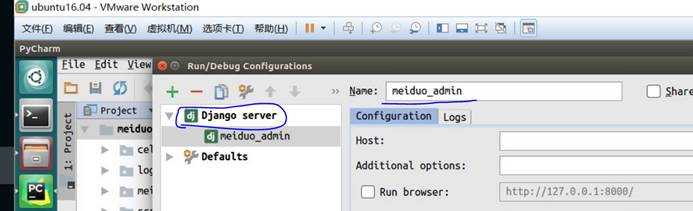 ubuntu16.04 - VMware Workstation
文件(F) 编辑(E) 查看(V) 虚拟机(M) 选项卡(T) 帮助(H)
PyCharm
File Edit
Run/Debug Configurations
Name: meiduo_admin Share
Project
1: Project
meiduo
Django server
meiduo_admin
Defaults
cel
log
mei
Configuration Logs
Host:
Additional options:
Run browser: http://127.0.0.1:8000/